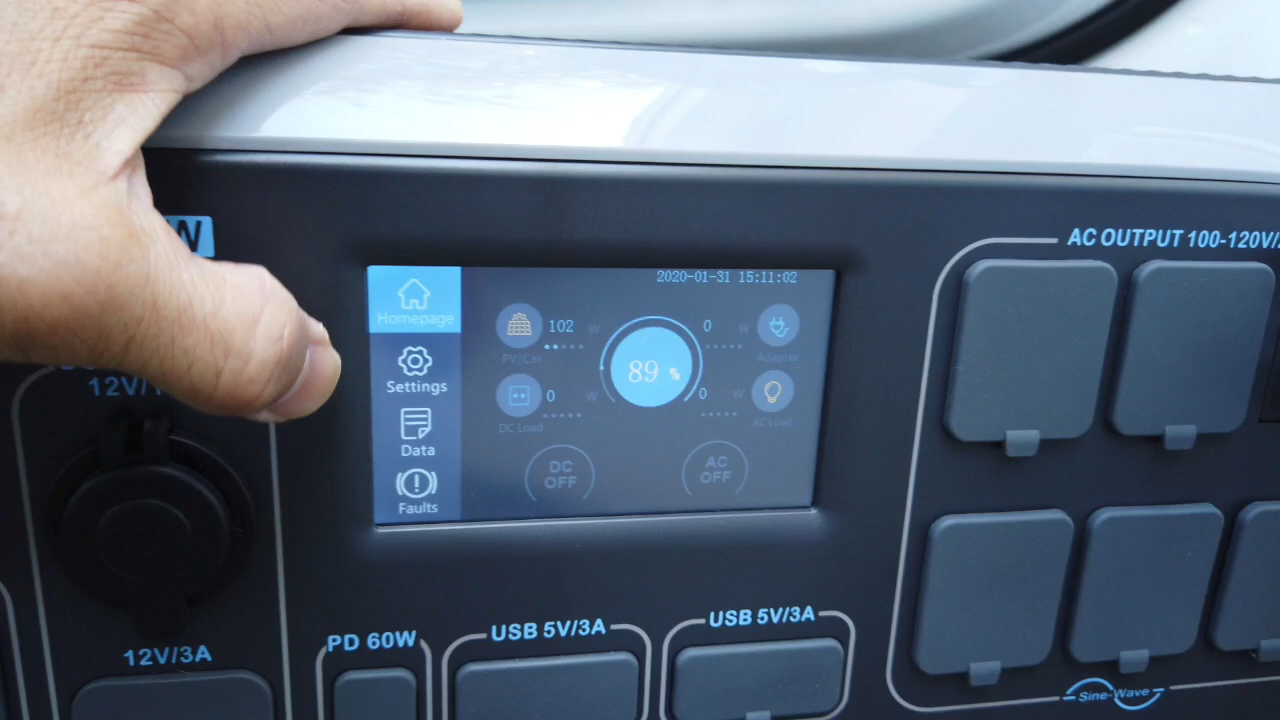 W
AC OUTPUT 100-120V/
2020-01-31 15:11:02
Homepage
102 W
0 W
PV/Car
Adapter
89 %
Settings
0 W
0 W
DC Load
AC Load
12V/1
Data
DC OFF
AC OFF
Faults
PD 60W
USB 5V/3A
USB 5V/3A
12V/3A
Sine-Wave